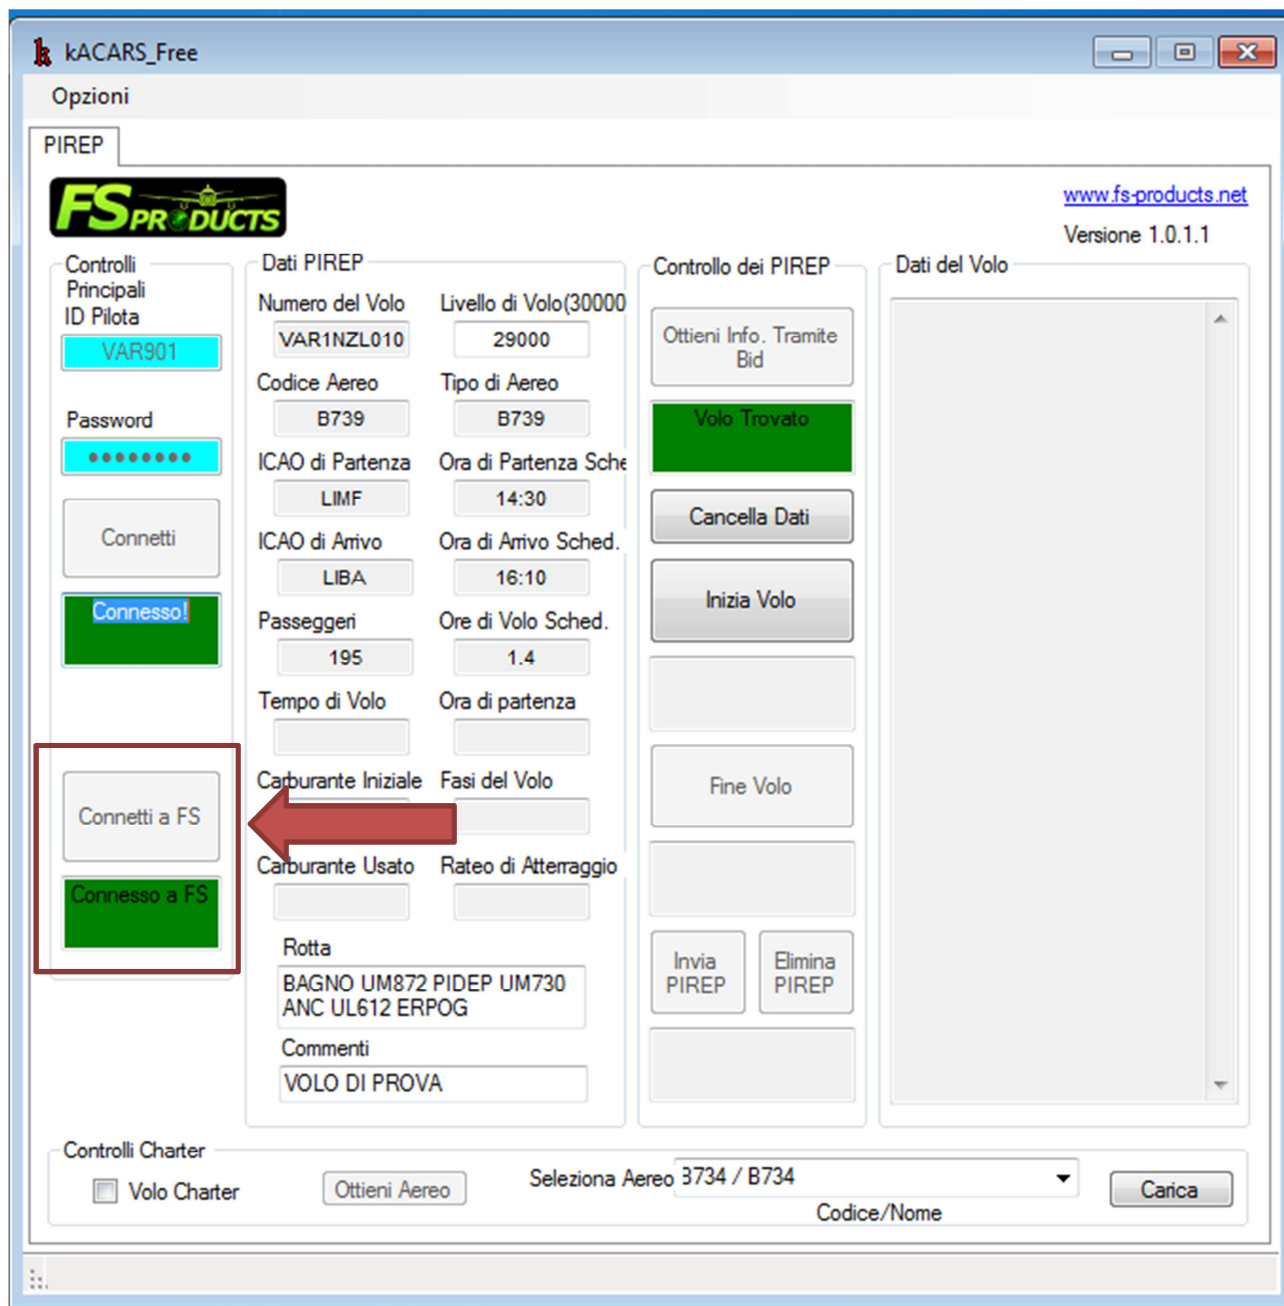 kACARS_Free
Opzioni
PIREP
FSPRODUCTS
www.fs-products.net
Versione 1.0.1.1
Controlli
Principali
ID Pilota
VAR901
Password
Connetti
Connesso!
Connetti a FS
Connesso a FS
Dati PIREP
Numero del Volo Livello di Volo(30000
VAR1NZL010 29000
Codice Aereo Tipo di Aereo
B739 B739
ICAO di Partenza Ora di Partenza Sche
LIMF 14:30
ICAO di Arrivo Ora di Arrivo Sched.
LIBA 16:10
Passeggeri Ore di Volo Sched.
195 1.4
Tempo di Volo Ora di partenza
Carburante Iniziale Fasi del Volo
Carburante Usato Rateo di Atterraggio
Rotta
BAGNO UM872 PIDEP UM730
ANC UL612 ERPOG
Commenti
VOLO DI PROVA
Controllo dei PIREP
Ottieni Info. Tramite
Bid
Volo Trovato
Cancella Dati
Inizia Volo
Fine Volo
Invia
PIREP
Elimina
PIREP
Dati del Volo
Controlli Charter
Volo Charter
Ottieni Aereo
Seleziona Aereo B734 / B734
Codice/Nome
Carica